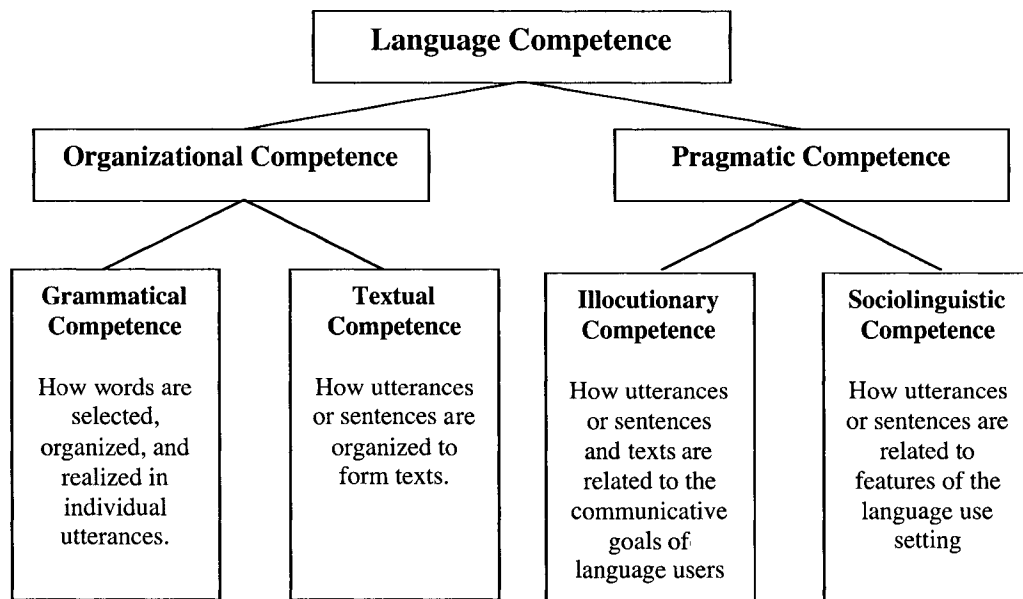 Language Competence
Organizational Competence
Pragmatic Competence
Grammatical
Competence
How words are
selected,
organized, and
realized in
individual
utterances.
Textual
Competence
How utterances
or sentences are
organized to
form texts.
Illocutionary
Competence
How utterances
or sentences
and texts are
related to the
communicative
goals of
language users
Sociolinguistic
Competence
How utterances
or sentences are
related to
features of the
language use
setting